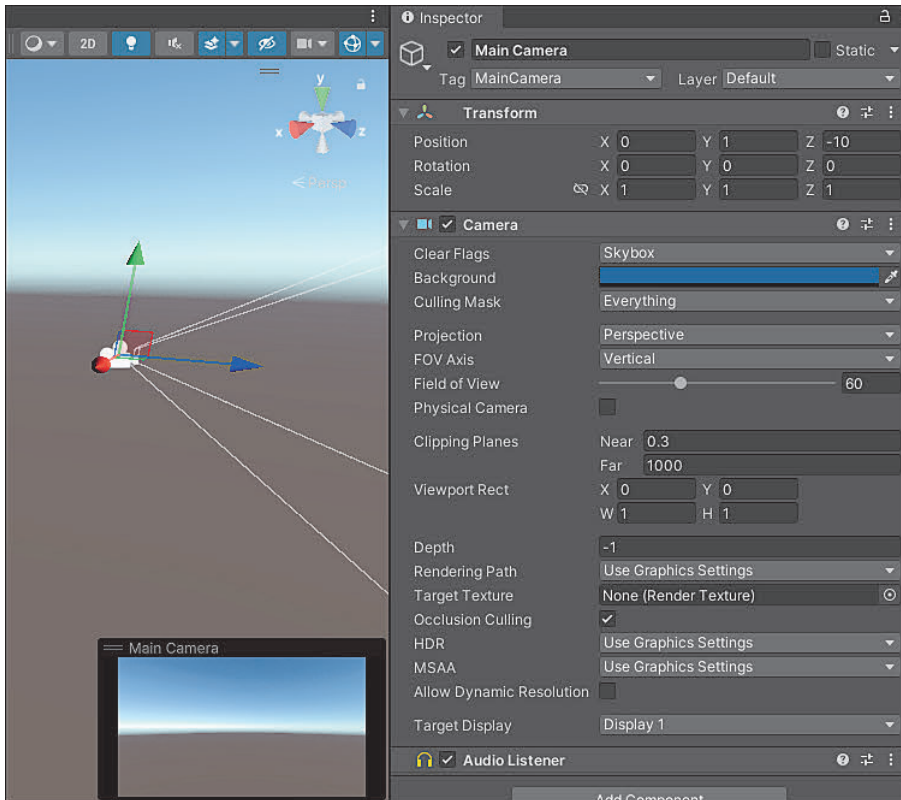 Inspector
2D
Main Camera
Static
Tag MainCamera Layer Default
y
x
z
Persp
Transform
Position X 0 Y 1 Z -10
Rotation X 0 Y 0 Z 0
Scale X 1 Y 1 Z 1
Camera
Clear Flags Skybox
Background
Culling Mask Everything
Projection Perspective
FOV Axis Vertical
Field of View 60
Physical Camera
Clipping Planes Near 0.3
Far 1000
Viewport Rect X 0 Y 0
W 1 H 1
Depth -1
Rendering Path Use Graphics Settings
Target Texture None (Render Texture)
Occlusion Culling
HDR Use Graphics Settings
MSAA Use Graphics Settings
Allow Dynamic Resolution
Target Display Display 1
Audio Listener
Add Component
Main Camera